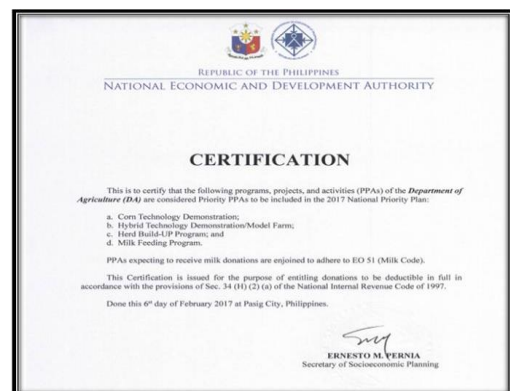 REPUBLIC OF THE PHILIPPINES
NATIONAL ECONOMIC AND DEVELOPMENT AUTHORITY
CERTIFICATION
This is to certify that the following programs, projects, and activities (PPAs) of the Department of
Agriculture (DA) are considered Priority PPAs to be included in the 2017 National Priority Plan:
a. Corn Technology Demonstration;
b. Hybrid Technology Demonstration/Model Farm;
c. Herd Build-UP Program; and
d. Milk Feeding Program.
PPAs expecting to receive milk donations are enjoined to adhere to EO 51 (Milk Code).
This Certification is issued for the purpose of entitling donations to be deductible in full in
accordance with the provisions of Sec. 34 (H) (2) (a) of the National Internal Revenue Code of 1997.
Done this 6th day of February 2017 at Pasig City, Philippines.
ERNESTO M. PERNIA
Secretary of Socioeconomic Planning